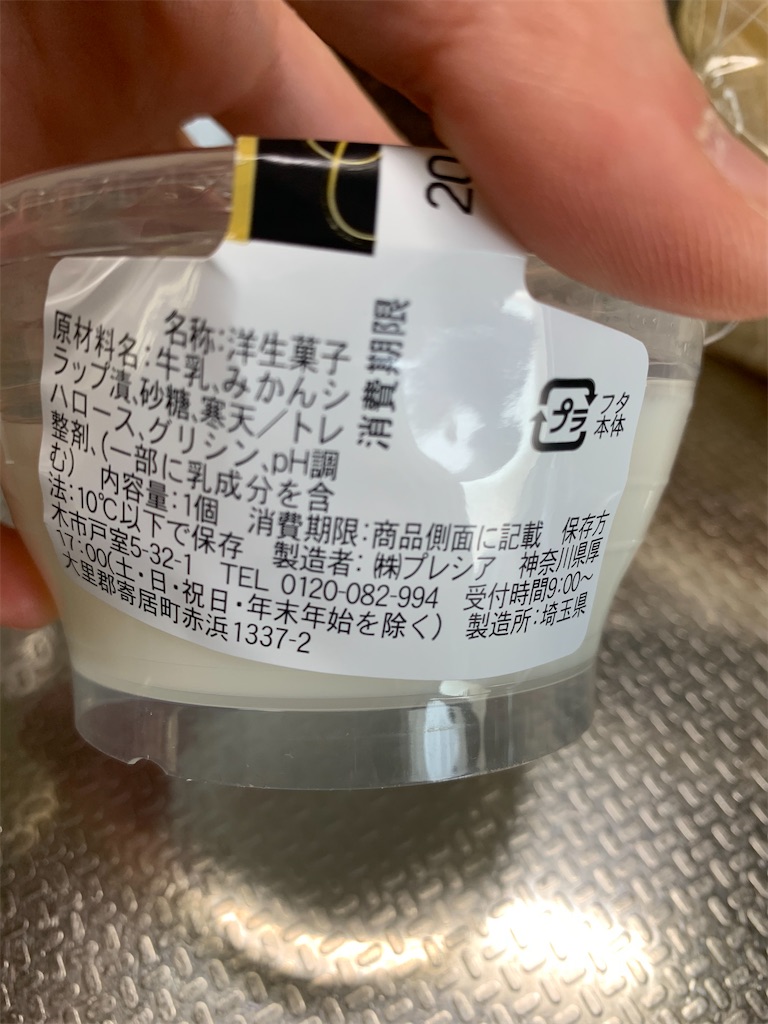 20
消費期限
名称:洋生菓子
原材料名:牛乳、みかんシ
ラップ漬、砂糖、寒天／トレ
ハロース、グリシン、pH調
整剤、(一部に乳成分を含
む) 内容量:1個 消費期限:商品側面に記載 保存方
法:10℃以下で保存 製造者:㈱プレシア 神奈川県厚
木市戸室5-32-1 TEL 0120-082-994 受付時間9:00〜
17:00(土・日・祝日・年末年始を除く) 製造所:埼玉県
大里郡寄居町赤浜1337-2
プラ
フタ
本体